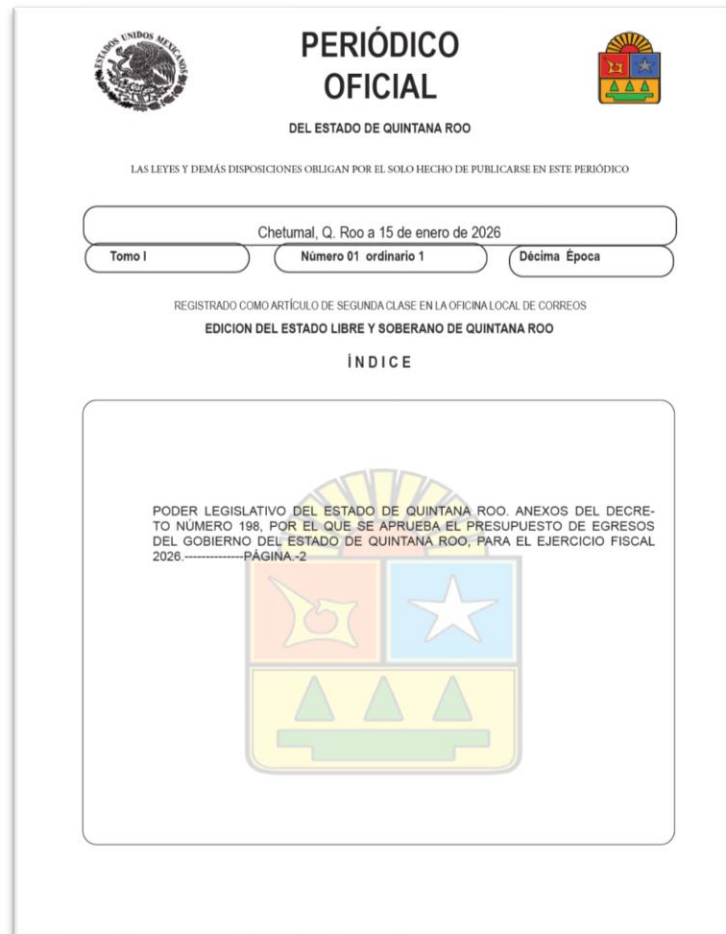 ESTADOS UNIDOS MEXICANOS
PERIÓDICO
OFICIAL
DEL ESTADO DE QUINTANA ROO
LAS LEYES Y DEMÁS DISPOSICIONES OBLIGAN POR EL SOLO HECHO DE PUBLICARSE EN ESTE PERIÓDICO
Chetumal, Q. Roo a 15 de enero de 2026
Tomo I
Número 01 ordinario 1
Décima Época
REGISTRADO COMO ARTÍCULO DE SEGUNDA CLASE EN LA OFICINA LOCAL DE CORREOS
EDICION DEL ESTADO LIBRE Y SOBERANO DE QUINTANA ROO
ÍNDICE
PODER LEGISLATIVO DEL ESTADO DE QUINTANA ROO. ANEXOS DEL DECRE-
TO NÚMERO 198, POR EL QUE SE APRUEBA EL PRESUPUESTO DE EGRESOS
DEL GOBIERNO DEL ESTADO DE QUINTANA ROO, PARA EL EJERCICIO FISCAL
2026.--------------PÁGINA.-2